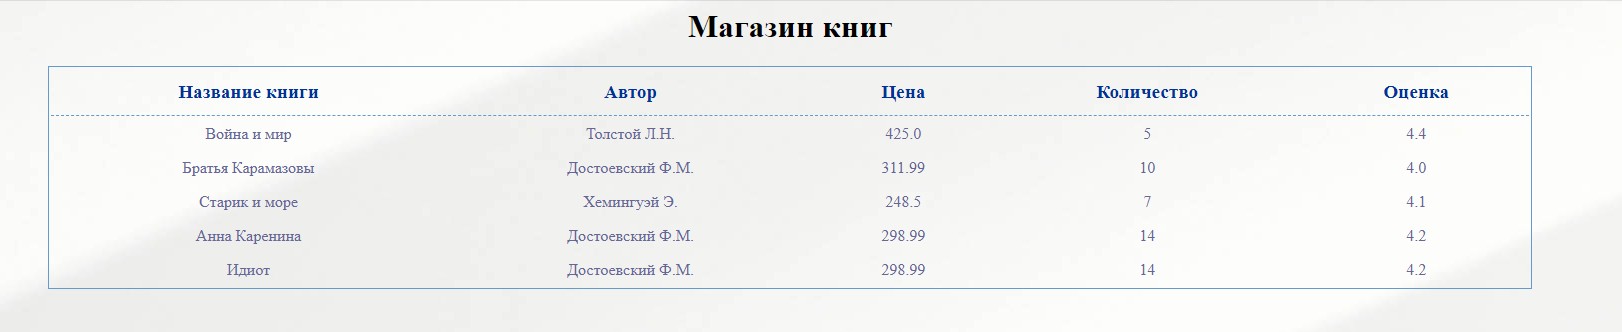 Магазин книг
Название книги Автор Цена Количество Оценка
Война и мир Толстой Л.Н. 425.0 5 4.4
Братья Карамазовы Достоевский Ф.М. 311.99 10 4.0
Старик и море Хемингуэй Э. 248.5 7 4.1
Анна Каренина Достоевский Ф.М. 298.99 14 4.2
Идиот Достоевский Ф.М. 298.99 14 4.2